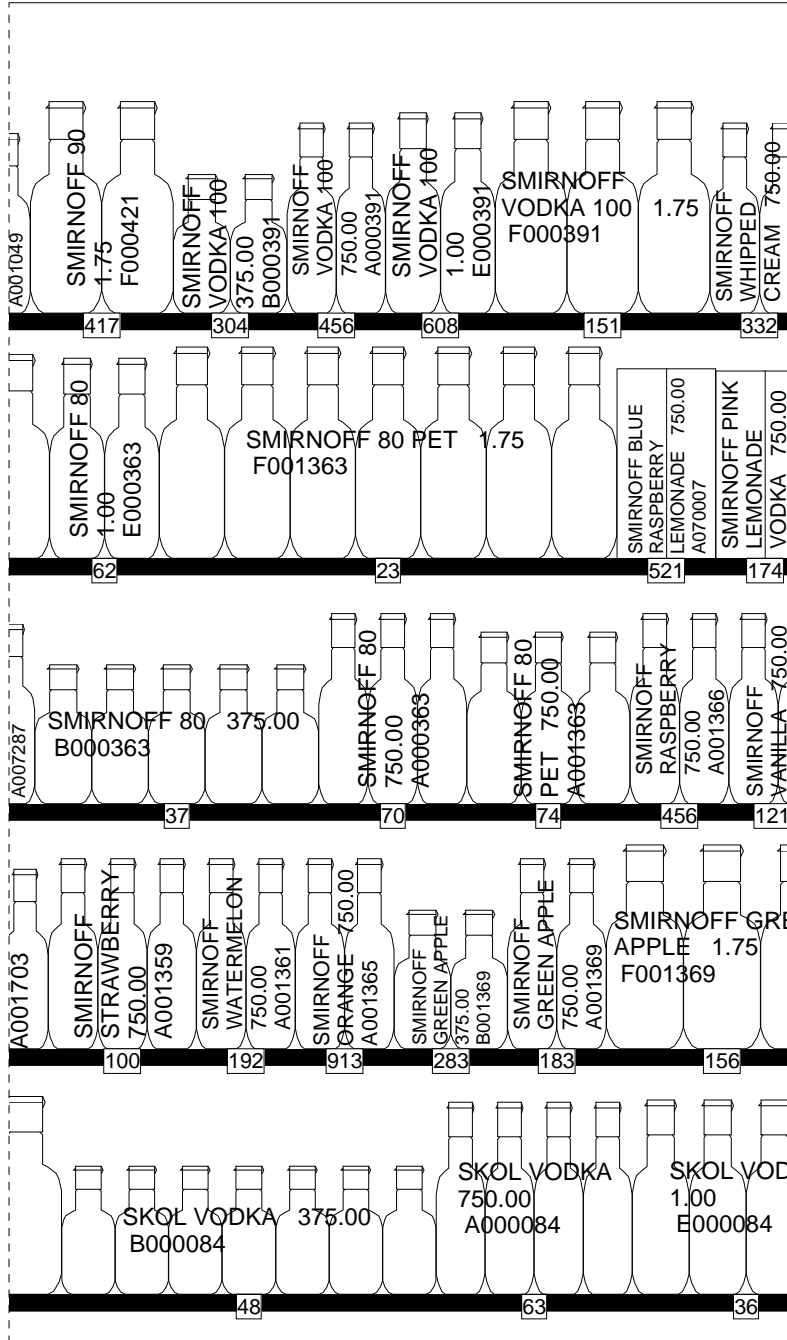 A001049
SMIRNOFF 90
1.75
F000421
SMIRNOFF
VODKA 100
375.00
B000391
SMIRNOFF
VODKA 100
750.00
A000391
SMIRNOFF
VODKA 100
1.00
E000391
SMIRNOFF
VODKA 100 1.75
F000391
SMIRNOFF
WHIPPED
CREAM 750.00
417
304
456
608
151
332
SMIRNOFF 80
1.00
E000363
SMIRNOFF 80 PET 1.75
F001363
SMIRNOFF BLUE
RASPBERRY
LEMONADE 750.00
A070007
SMIRNOFF PINK
LEMONADE
VODKA 750.00
62
23
521
174
A007287
SMIRNOFF 80 375.00
B000363
SMIRNOFF 80
750.00
A000363
SMIRNOFF 80
PET 750.00
A001363
SMIRNOFF
RASPBERRY
750.00
A001366
SMIRNOFF
VANILLA 750.00
37
70
74
456
121
A001703
SMIRNOFF
STRAWBERRY
750.00
A001359
SMIRNOFF
WATERMELON
750.00
A001361
SMIRNOFF
ORANGE 750.00
A001365
SMIRNOFF
GREEN APPLE
375.00
B001369
SMIRNOFF
GREEN APPLE
750.00
A001369
SMIRNOFF GRE
APPLE 1.75
F001369
100
192
913
283
183
156
SKOL VODKA 375.00
B000084
SKOL VODKA
750.00
A000084
SKOL VOD
1.00
E000084
48
63
36